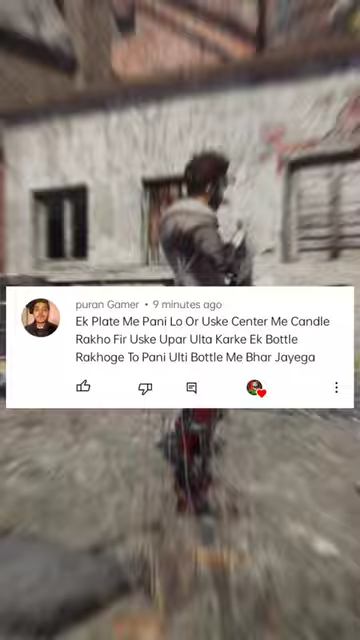 puran Gamer • 9 minutes ago
Ek Plate Me Pani Lo Or Uske Center Me Candle
Rakho Fir Uske Upar Ulta Karke Ek Bottle
Rakhoge To Pani Ulti Bottle Me Bhar Jayega